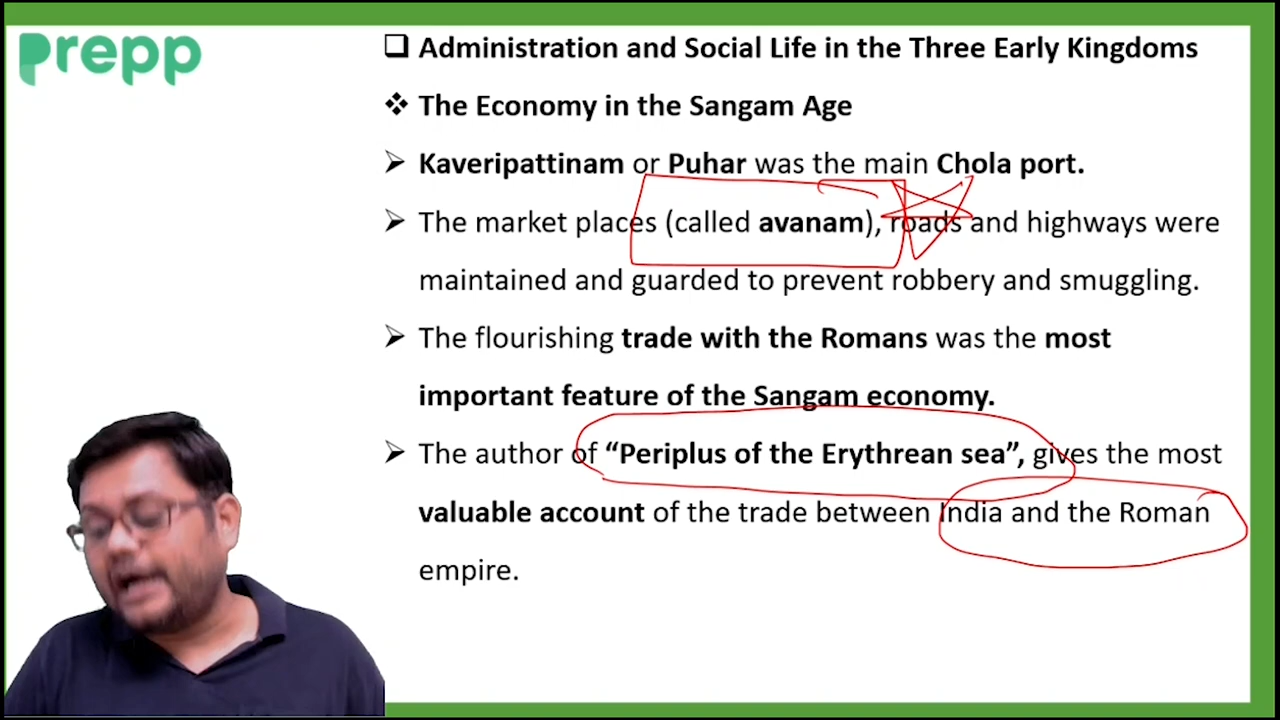 prepp
❑ Administration and Social Life in the Three Early Kingdoms
❖ The Economy in the Sangam Age
➢ Kaveripattinam or Puhar was the main Chola port.
➢ The market places (called avanam), roads and highways were
maintained and guarded to prevent robbery and smuggling.
➢ The flourishing trade with the Romans was the most
important feature of the Sangam economy.
➢ The author of “Periplus of the Erythrean sea”, gives the most
valuable account of the trade between India and the Roman
empire.